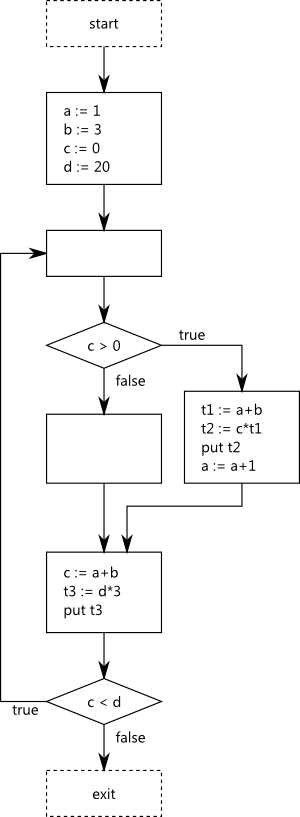 start
a := 1
b := 3
c := 0
d := 20
c > 0
true
false
t1 := a+b
t2 := c*t1
put t2
a := a+1
c := a+b
t3 := d*3
put t3
c < d
true
false
exit